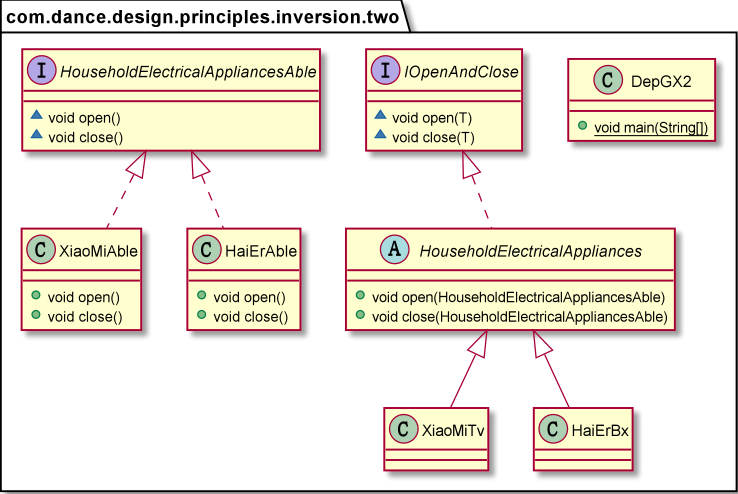 com.dance.design.principles.inversion.two
I HouseholdElectricalAppliancesAble
void open()
void close()
I IOpenAndClose
void open(T)
void close(T)
C DepGX2
void main(String[])
C XiaoMiAble
void open()
void close()
C HaiErAble
void open()
void close()
A HouseholdElectricalAppliances
void open(HouseholdElectricalAppliancesAble)
void close(HouseholdElectricalAppliancesAble)
C XiaoMiTv
C HaiErBx